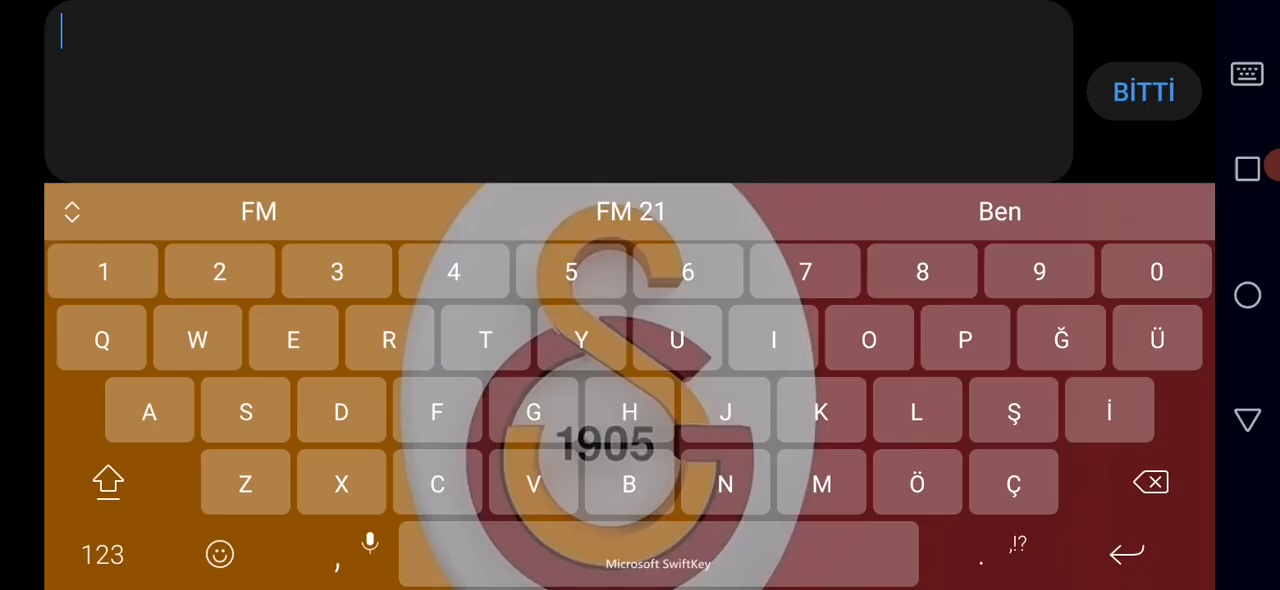 BİTTİ
FM FM 21 Ben
1 2 3 4 5 6 7 8 9 0
Q W E R T Y U I O P Ğ Ü
A S D F G H J K L Ş İ
1905
Z X C V B N M Ö Ç
123 , Microsoft SwiftKey . ,!?